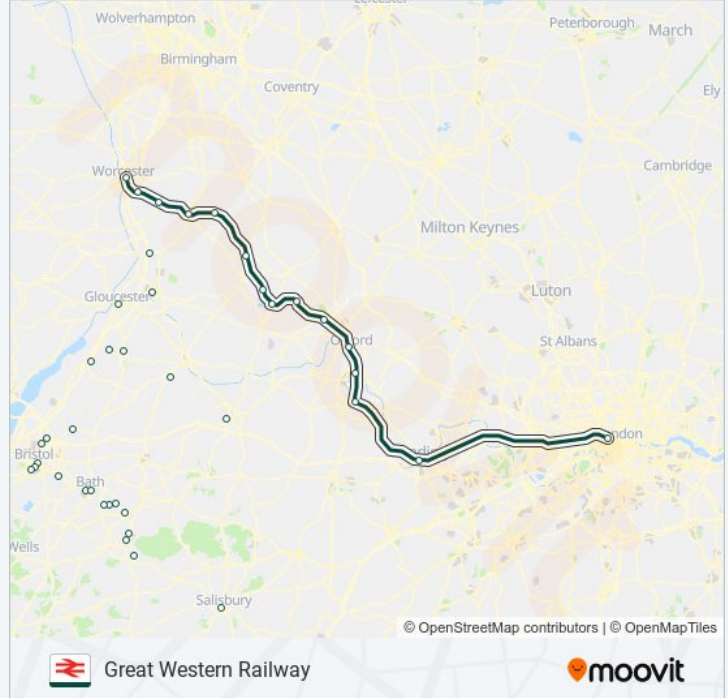 Leicester
Wolverhampton
Peterborough
March
Birmingham
Ely
Coventry
Worcester
Cambridge
Milton Keynes
Gloucester
Luton
St Albans
Bristol
Bath
Wells
Salisbury
© OpenStreetMap contributors | © OpenMapTiles
Great Western Railway
moovit